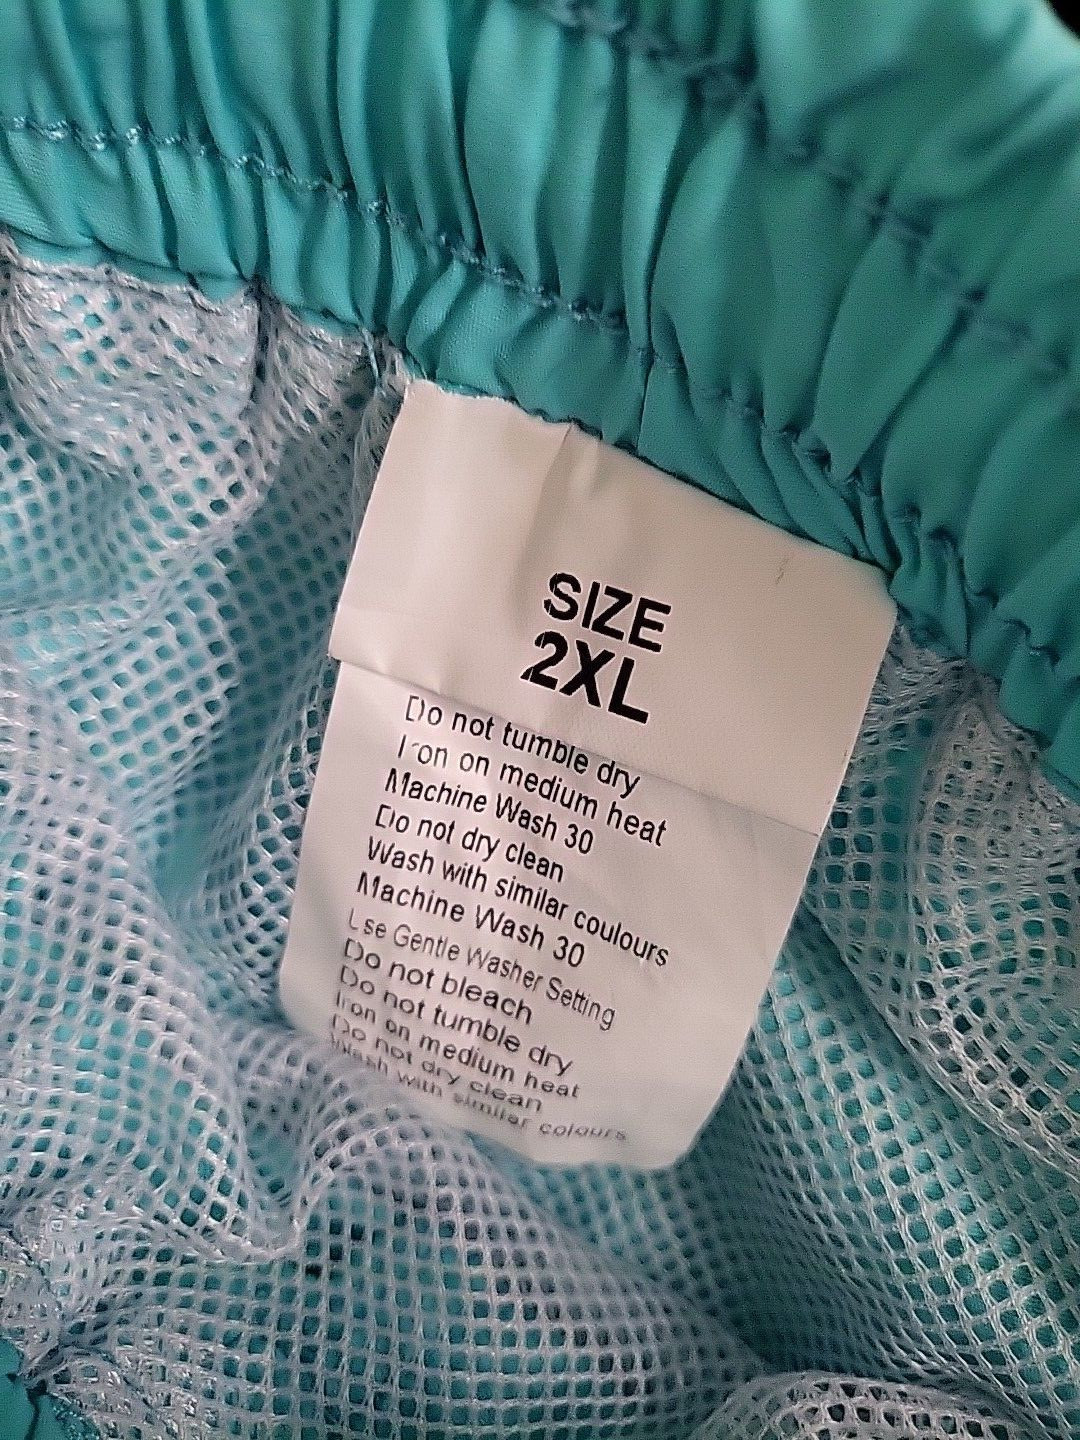 SIZE
2XL
Do not tumble dry
Iron on medium heat
Machine Wash 30
Do not dry clean
Wash with similar coulours
Machine Wash 30
Use Gentle Washer Setting
Do not bleach
Do not tumble dry
Iron on medium heat
Do not dry clean
Wash with similar colours